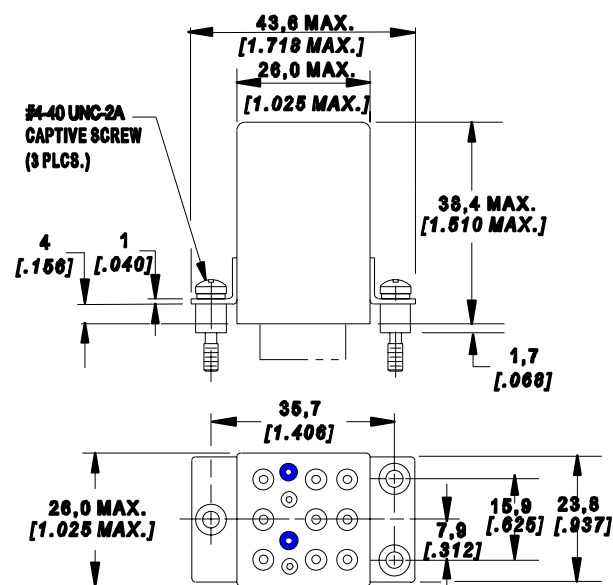 43,6 MAX.
[1.718 MAX.]
26,0 MAX.
[1.025 MAX.]
#4-40 UNC-2A
CAPTIVE SCREW
(3 PLCS.)
38,4 MAX.
[1.510 MAX.]
4
[.156]
1
[.040]
1,7
[.068]
35,7
[1.406]
26,0 MAX.
[1.025 MAX.]
7,9
[.312]
15,9
[.625]
23,8
[.937]